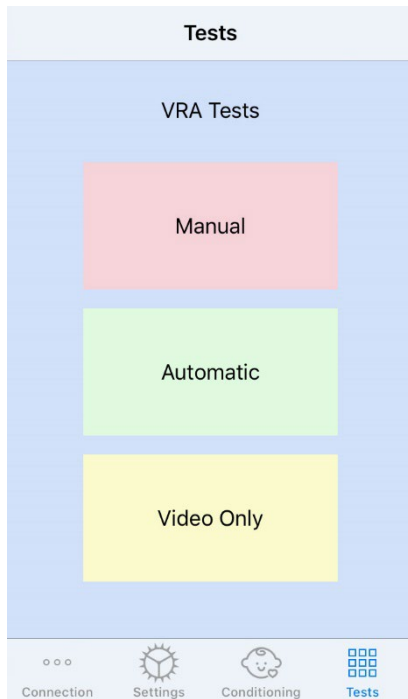 Tests
VRA Tests
Manual
Automatic
Video Only
Connection Settings Conditioning Tests